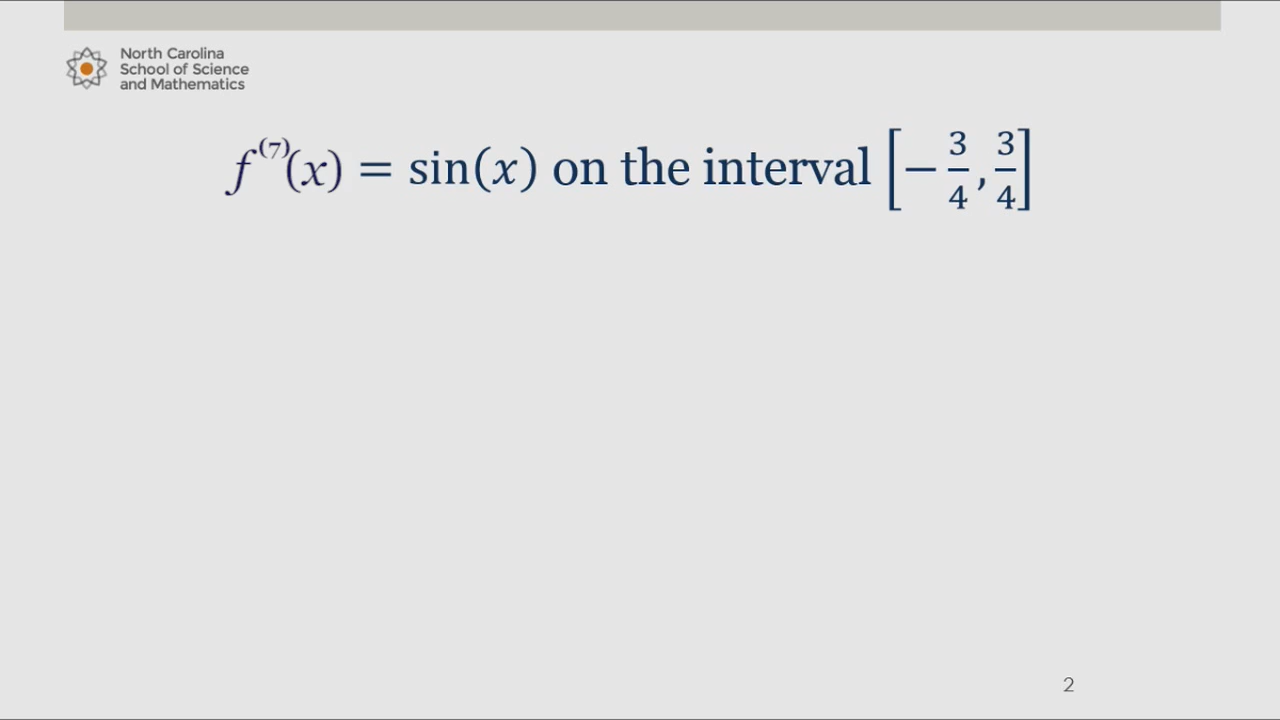 North Carolina
School of Science
and Mathematics
f⁽⁷⁾(x) = sin(x) on the interval [−3/4, 3/4]
2